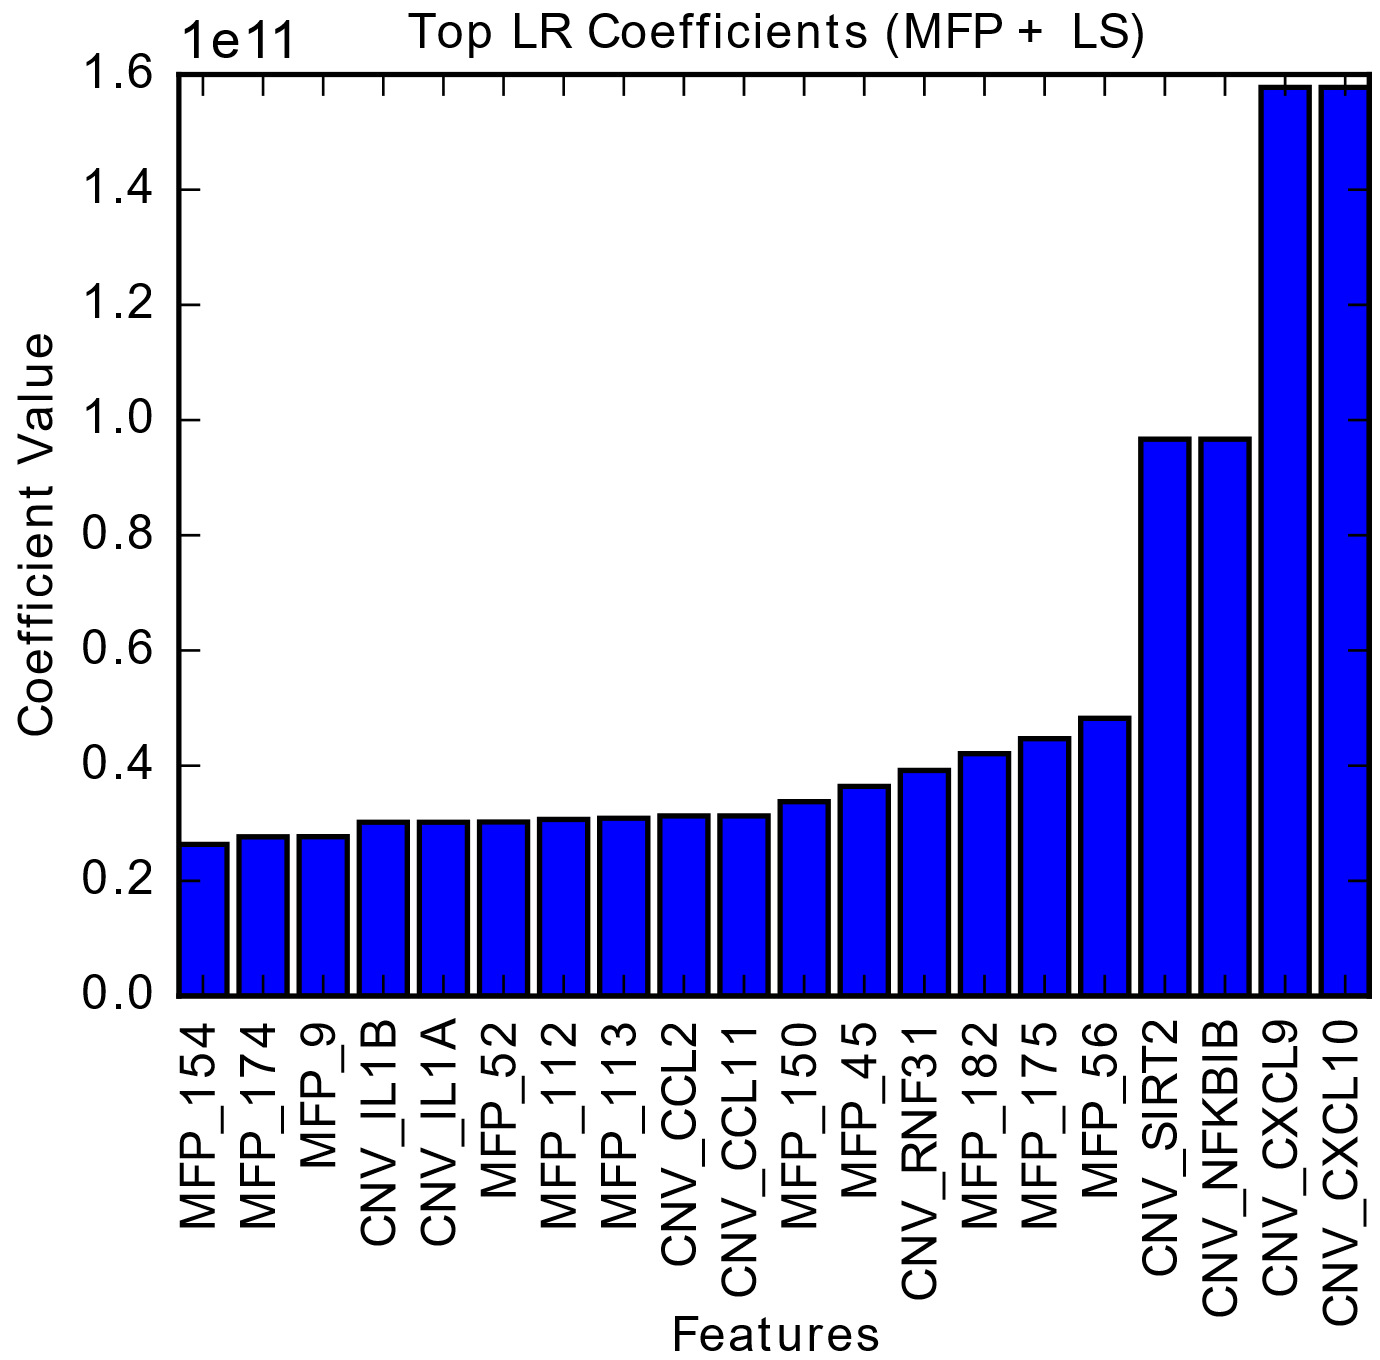 1e11
Top LR Coefficients (MFP + LS)
1.6
1.4
1.2
1.0
0.8
0.6
0.4
0.2
0.0
Coefficient Value
MFP_154
MFP_174
MFP_9
CNV_IL1B
CNV_IL1A
MFP_52
MFP_112
MFP_113
CNV_CCL2
CNV_CCL11
MFP_150
MFP_45
CNV_RNF31
MFP_182
MFP_175
MFP_56
CNV_SIRT2
CNV_NFKBIB
CNV_CXCL9
CNV_CXCL10
Features